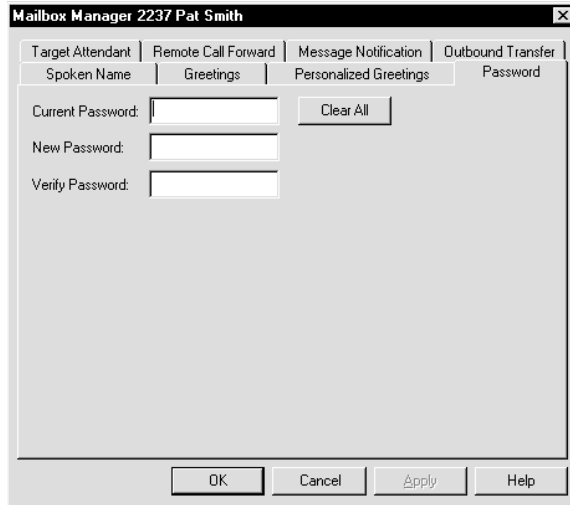 Mailbox Manager 2237 Pat Smith
Target Attendant Remote Call Forward Message Notification Outbound Transfer
Spoken Name Greetings Personalized Greetings Password
Current Password: Clear All
New Password:
Verify Password:
OK Cancel Apply Help